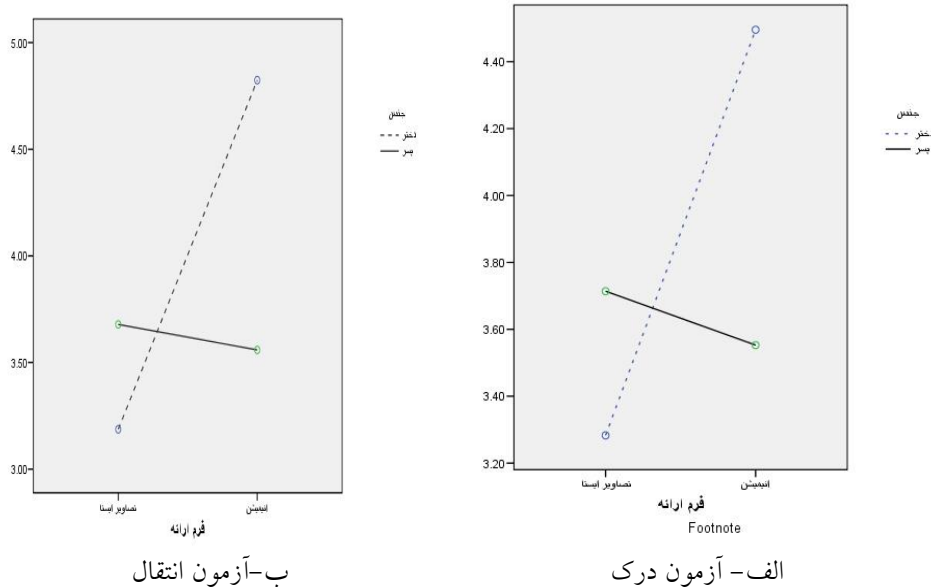 5.00
4.50
4.00
3.50
3.00
تصاویر ایستا
انیمیشن
فرم ارائه
جنس
دختر
پسر
ب-آزمون انتقال
4.40
4.20
4.00
3.80
3.60
3.40
3.20
تصاویر ایستا
انیمیشن
فرم ارائه
Footnote
جنس
دختر
پسر
الف- آزمون درک